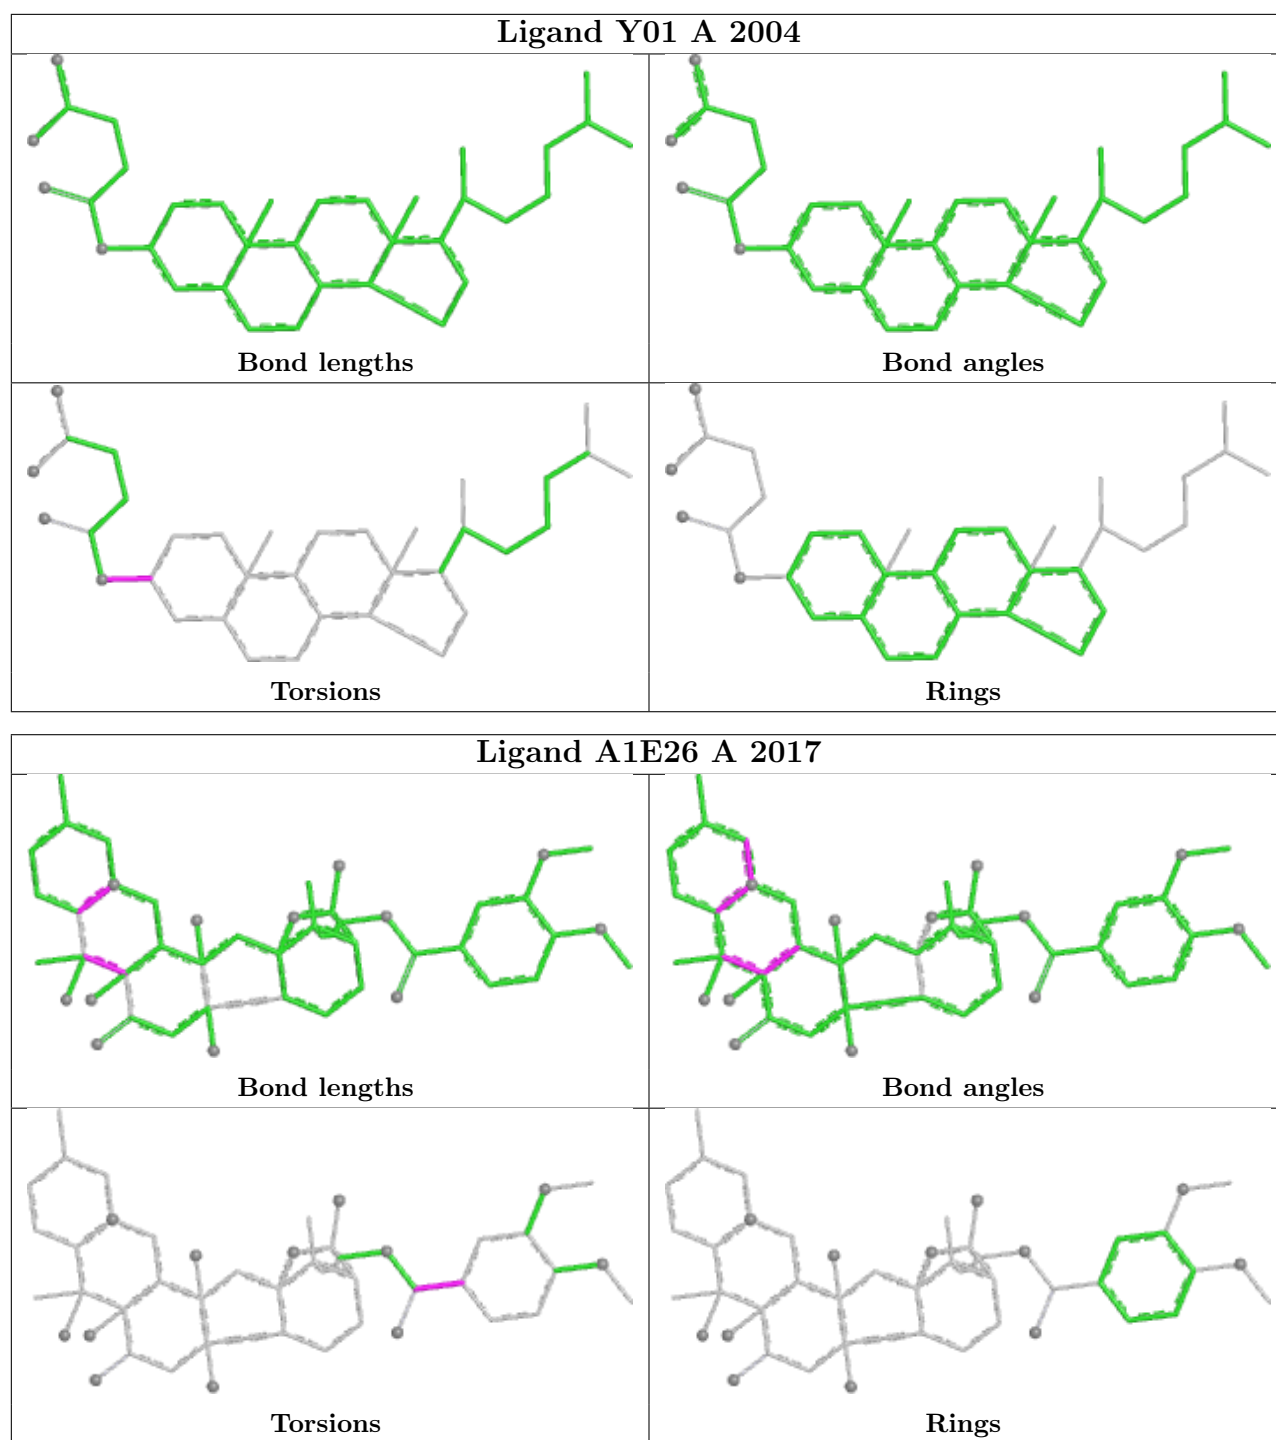 Ligand Y01 A 2004
Bond lengths
Bond angles
Torsions
Rings
Ligand A1E26 A 2017
Bond lengths
Bond angles
Torsions
Rings